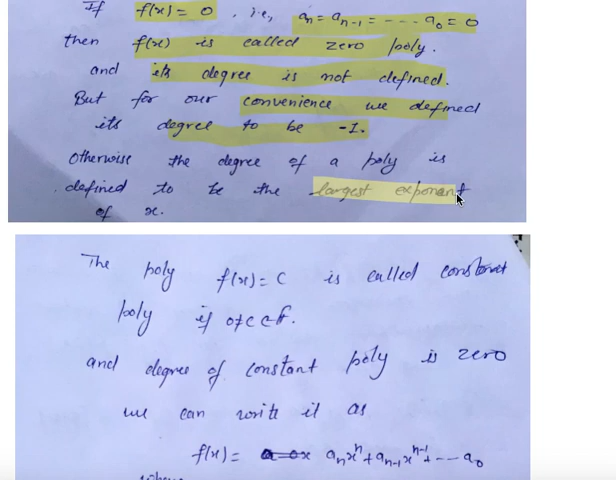 If f(x) = 0 , i.e, aₙ = aₙ₋₁ = ---- a₀ = 0
then f(x) is called zero poly.
and its degree is not defined.
But for our convenience we defined
its degree to be -1.
Otherwise the degree of a poly is
defined to be the largest exponent
of x.
The poly f(x) = C is called constant
poly if 0≠C∈F.
and degree of constant poly is zero
we can write it as
f(x) = aₙxⁿ + aₙ₋₁xⁿ⁻¹ + --- a₀